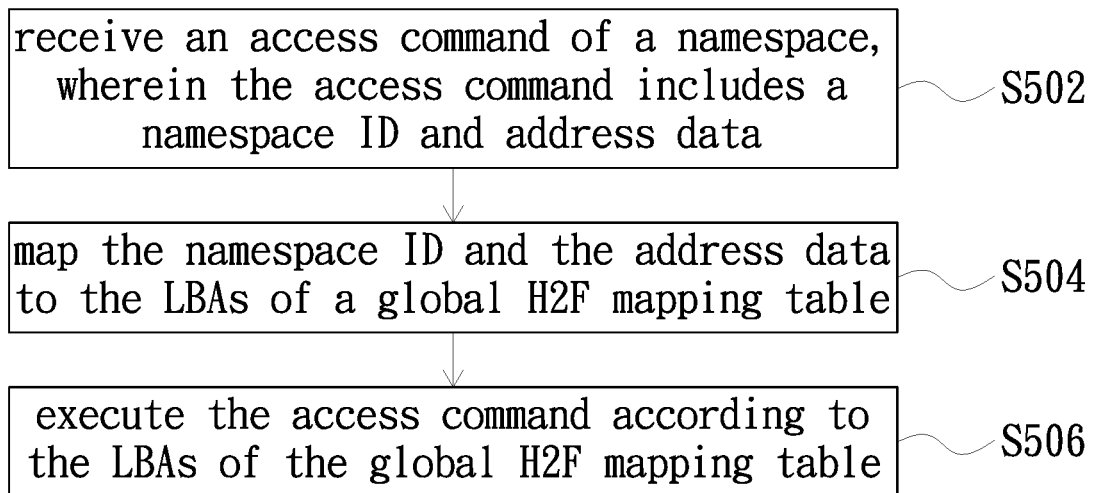 receive an access command of a namespace,
wherein the access command includes a
namespace ID and address data
S502
map the namespace ID and the address data
to the LBAs of a global H2F mapping table
S504
execute the access command according to
the LBAs of the global H2F mapping table
S506